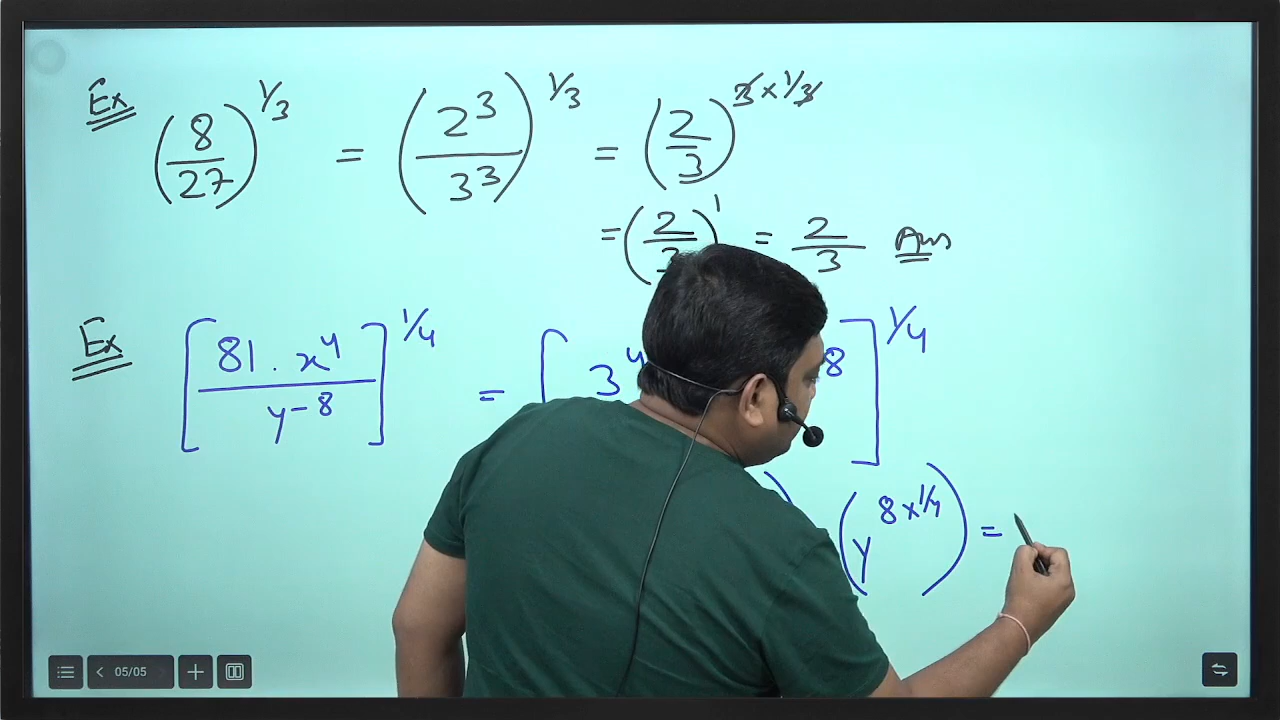 Ex (8/27)^1/3 = (2^3/3^3)^1/3 = (2/3)^3×1/3
= (2/3)^1 = 2/3 Ans
Ex [81 . x^4 / y-8]^1/4 = [3^4 8]^1/4
) (y^8×1/4) =
05/05